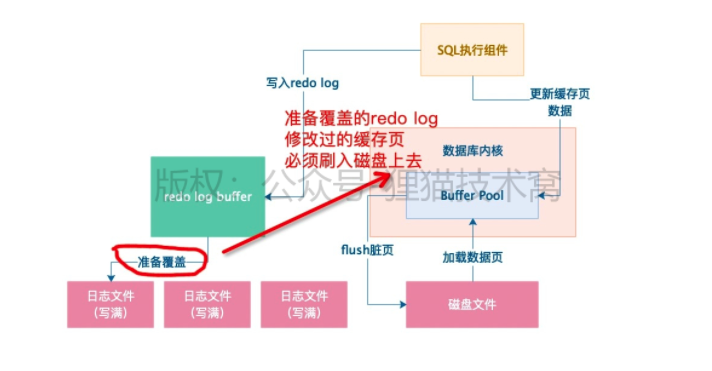 SQL执行组件
写入redo log
更新缓存页
数据
准备覆盖的redo log
修改过的缓存页
必须刷入磁盘上去
数据库内核
版权：公众号 狸猫技术窝
redo log buffer
Buffer Pool
准备覆盖
flush脏页
加载数据页
日志文件
（写满）
日志文件
（写满）
日志文件
（写满）
磁盘文件